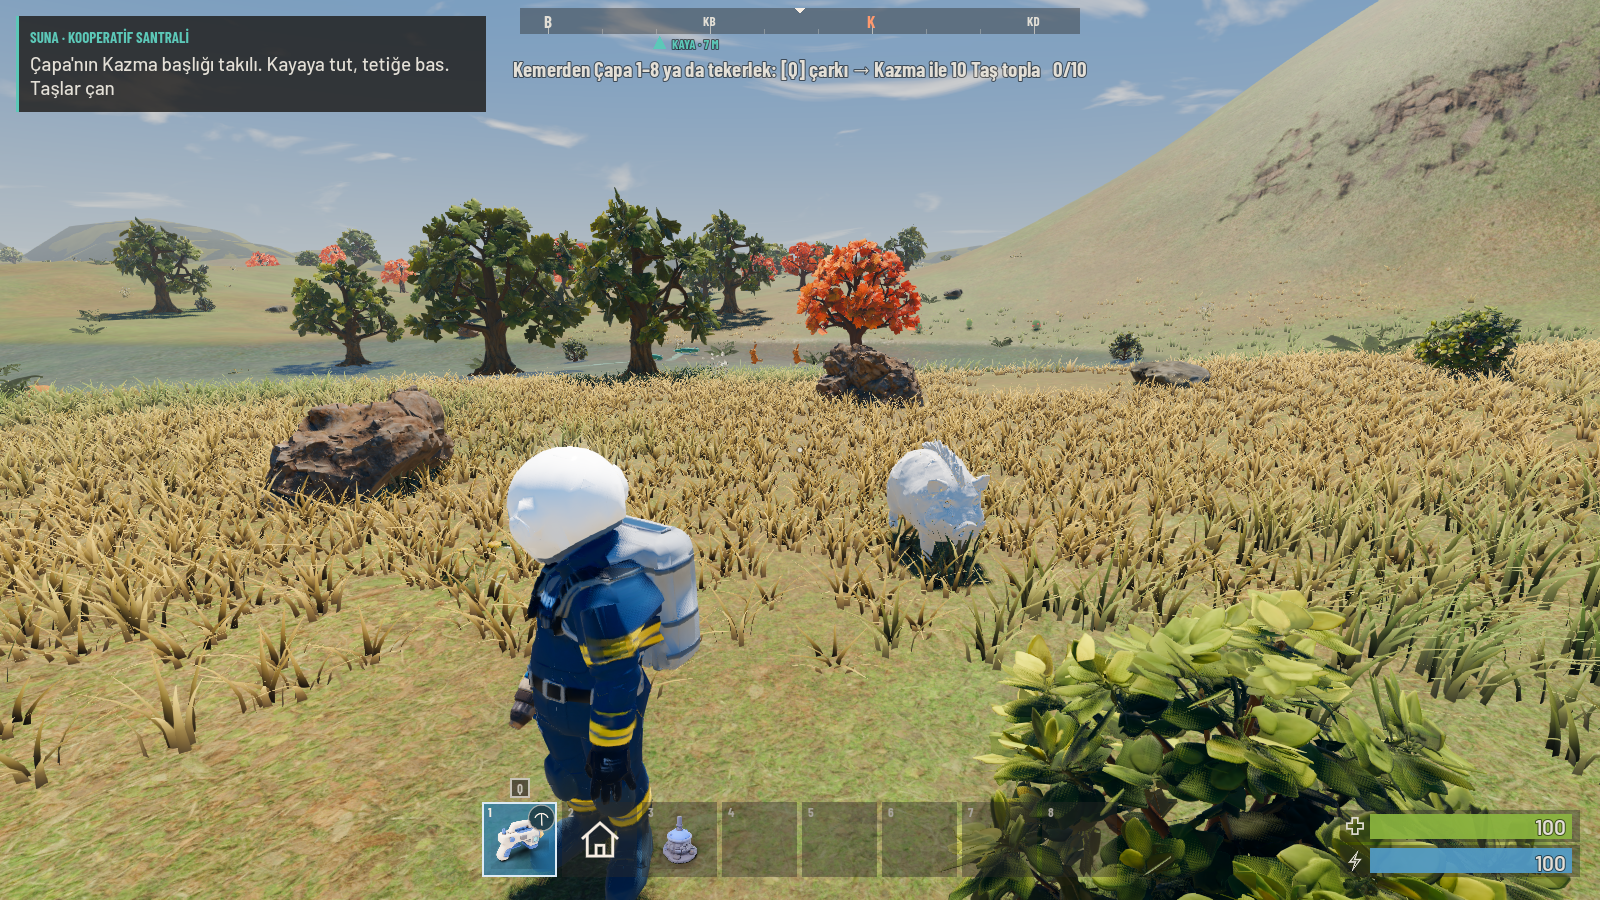 SUNA · KOOPERATİF SANTRALİ
Çapa'nın Kazma başlığı takılı. Kayaya tut, tetiğe bas.
Taşlar çan
B KB K KD
KAYA · 7 M
Kemerden Çapa 1-8 ya da tekerlek: [Q] çarkı → Kazma ile 10 Taş topla 0/10
Q
1 2 3 4 5 6 7 8
100
100